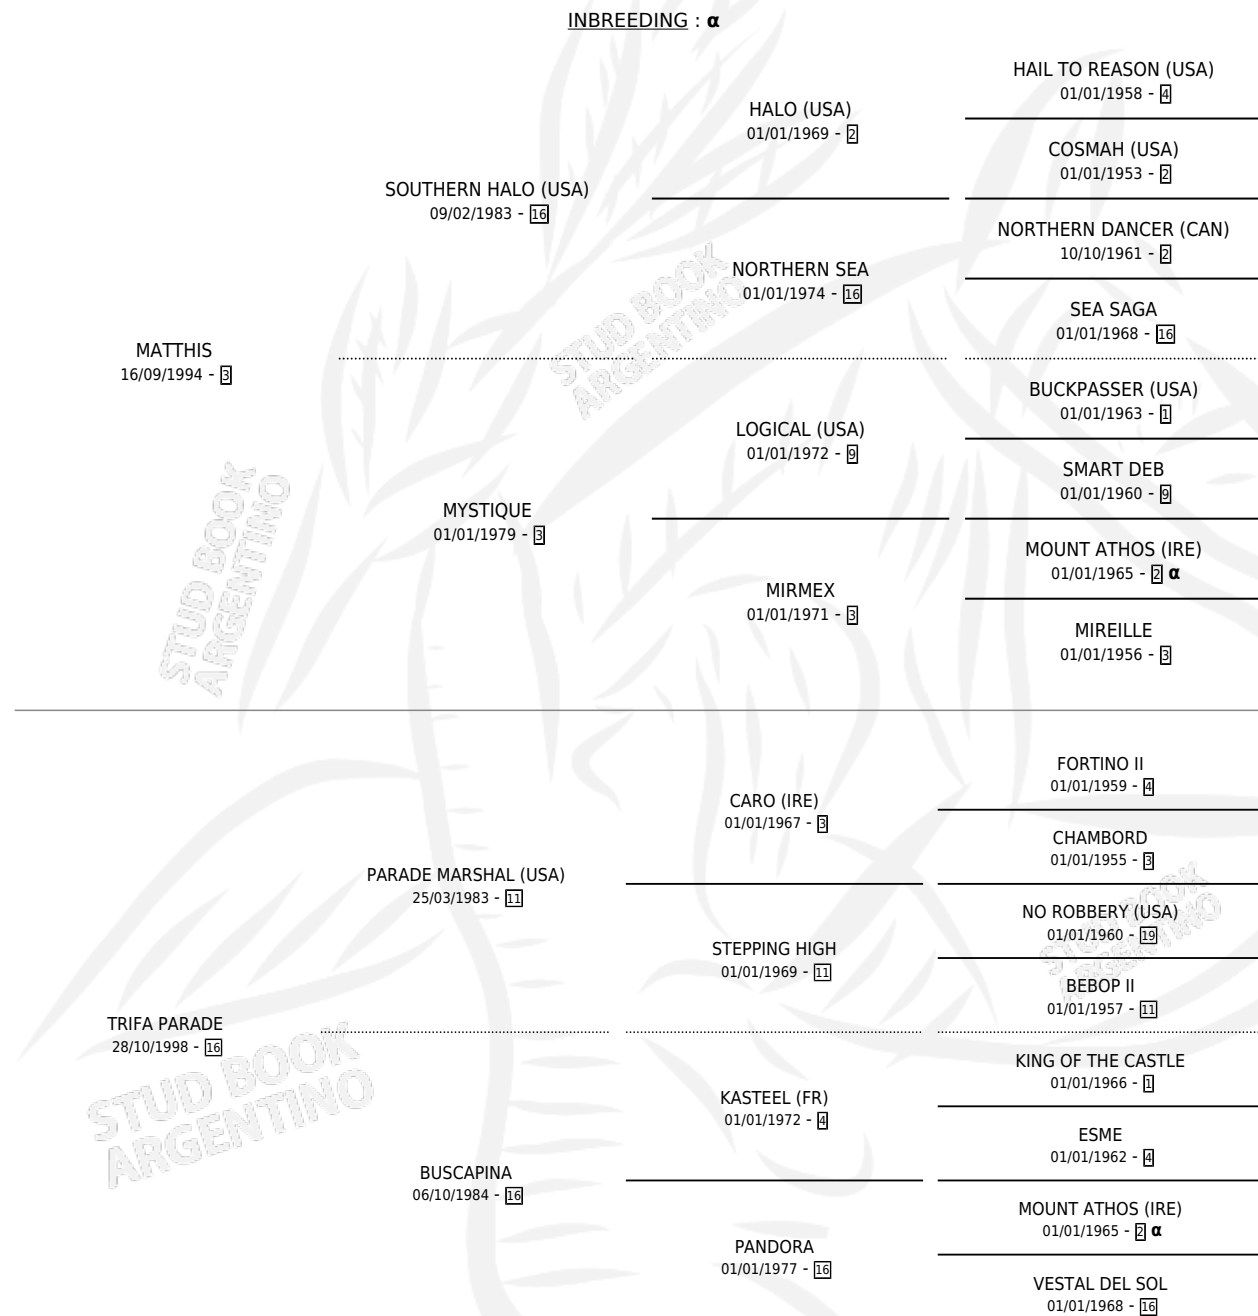 INBREEDING : α
HAIL TO REASON (USA)
01/01/1958 - 4
HALO (USA)
01/01/1969 - 2
COSMAH (USA)
01/01/1953 - 2
SOUTHERN HALO (USA)
09/02/1983 - 16
NORTHERN DANCER (CAN)
10/10/1961 - 2
NORTHERN SEA
01/01/1974 - 16
SEA SAGA
01/01/1968 - 16
MATTHIS
16/09/1994 - 3
BUCKPASSER (USA)
01/01/1963 - 1
LOGICAL (USA)
01/01/1972 - 9
SMART DEB
01/01/1960 - 9
MYSTIQUE
01/01/1979 - 3
MOUNT ATHOS (IRE)
01/01/1965 - 2 α
MIRMEX
01/01/1971 - 3
MIREILLE
01/01/1956 - 3
FORTINO II
01/01/1959 - 4
CARO (IRE)
01/01/1967 - 3
CHAMBORD
01/01/1955 - 3
PARADE MARSHAL (USA)
25/03/1983 - 11
NO ROBBERY (USA)
01/01/1960 - 19
STEPPING HIGH
01/01/1969 - 11
BEBOP II
01/01/1957 - 11
TRIFA PARADE
28/10/1998 - 16
KING OF THE CASTLE
01/01/1966 - 1
KASTEEL (FR)
01/01/1972 - 4
ESME
01/01/1962 - 4
BUSCAPINA
06/10/1984 - 16
MOUNT ATHOS (IRE)
01/01/1965 - 2 α
PANDORA
01/01/1977 - 16
VESTAL DEL SOL
01/01/1968 - 16
STUD BOOK
ARGENTINO
STUD BOOK
ARGENTINO
STUD BOOK
ARGENTINO
STUD BOOK
ARGENTINO